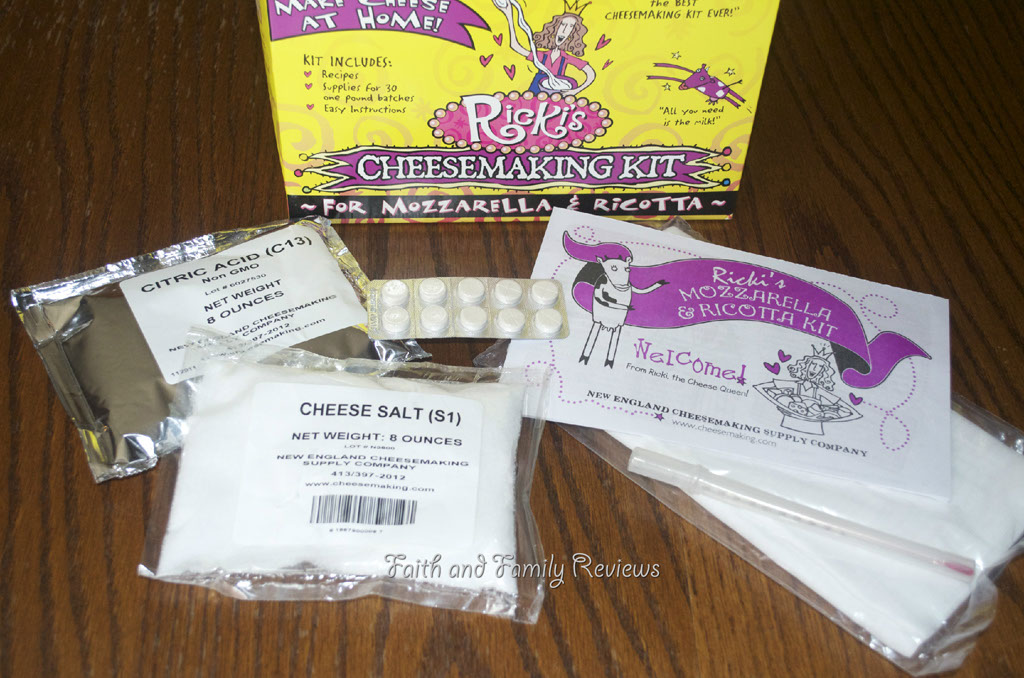 MAKE CHEESE
AT HOME!
the BEST
CHEESEMAKING KIT EVER!"
KIT INCLUDES:
Recipes
Supplies for 30
one pound batches
Easy Instructions
"All you need
is the milk!"
Ricki's
CHEESEMAKING KIT
~ FOR MOZZARELLA & RICOTTA ~
CITRIC ACID (C13)
Non GMO
NET WEIGHT
8 OUNCES
NEW ENGLAND CHEESEMAKING
COMPANY
Ricki's
MOZZARELLA
& RICOTTA KIT
Welcome!
From Ricki, the Cheese Queen!
NEW ENGLAND CHEESEMAKING SUPPLY COMPANY
www.cheesemaking.com
CHEESE SALT (S1)
NET WEIGHT: 8 OUNCES
NEW ENGLAND CHEESEMAKING
SUPPLY COMPANY
413/397-2012
www.cheesemaking.com
Faith and Family Reviews